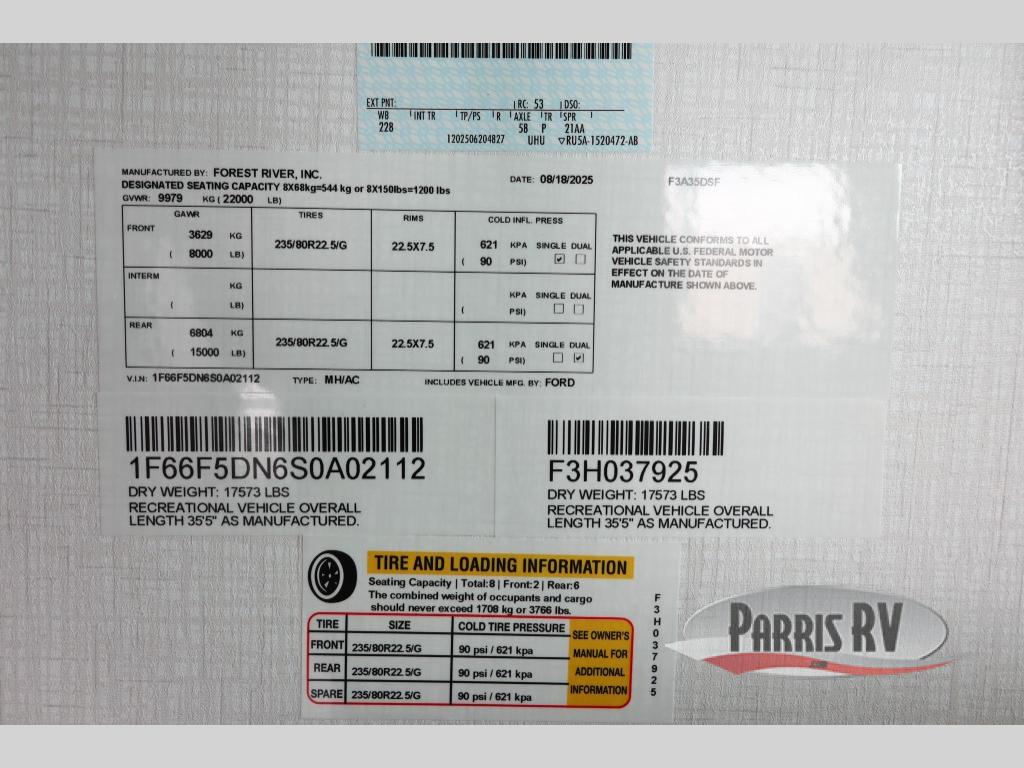 EXT PNT: RC: 53 DSO:
WB INT TR TP/PS R AXLE TR SPR
228 58 P 21AA
1202506204827 UHU ▽RU5A-1520472-AB
MANUFACTURED BY: FOREST RIVER, INC. DATE: 08/18/2025 F3A35DSF
DESIGNATED SEATING CAPACITY 8X68kg=544 kg or 8X150lbs=1200 lbs
GVWR: 9979 KG ( 22000 LB)
GAWR TIRES RIMS COLD INFL. PRESS
FRONT 3629 KG 235/80R22.5/G 22.5X7.5 621 KPA SINGLE DUAL
( 8000 LB) ( 90 PSI) ☑ ☐
INTERM KG KPA SINGLE DUAL
( LB) ( PSI) ☐ ☐
REAR 6804 KG 235/80R22.5/G 22.5X7.5 621 KPA SINGLE DUAL
( 15000 LB) ( 90 PSI) ☐ ☑
THIS VEHICLE CONFORMS TO ALL
APPLICABLE U.S. FEDERAL MOTOR
VEHICLE SAFETY STANDARDS IN
EFFECT ON THE DATE OF
MANUFACTURE SHOWN ABOVE.
V.I.N: 1F66F5DN6S0A02112 TYPE: MH/AC INCLUDES VEHICLE MFG. BY: FORD
1F66F5DN6S0A02112
DRY WEIGHT: 17573 LBS
RECREATIONAL VEHICLE OVERALL
LENGTH 35'5" AS MANUFACTURED.
F3H037925
DRY WEIGHT: 17573 LBS
RECREATIONAL VEHICLE OVERALL
LENGTH 35'5" AS MANUFACTURED.
TIRE AND LOADING INFORMATION
Seating Capacity | Total:8 | Front:2 | Rear:6
The combined weight of occupants and cargo
should never exceed 1708 kg or 3766 lbs.
TIRE SIZE COLD TIRE PRESSURE
FRONT 235/80R22.5/G 90 psi / 621 kpa
REAR 235/80R22.5/G 90 psi / 621 kpa
SPARE 235/80R22.5/G 90 psi / 621 kpa
SEE OWNER'S
MANUAL FOR
ADDITIONAL
INFORMATION
F3H037925
PARRIS RV
.com